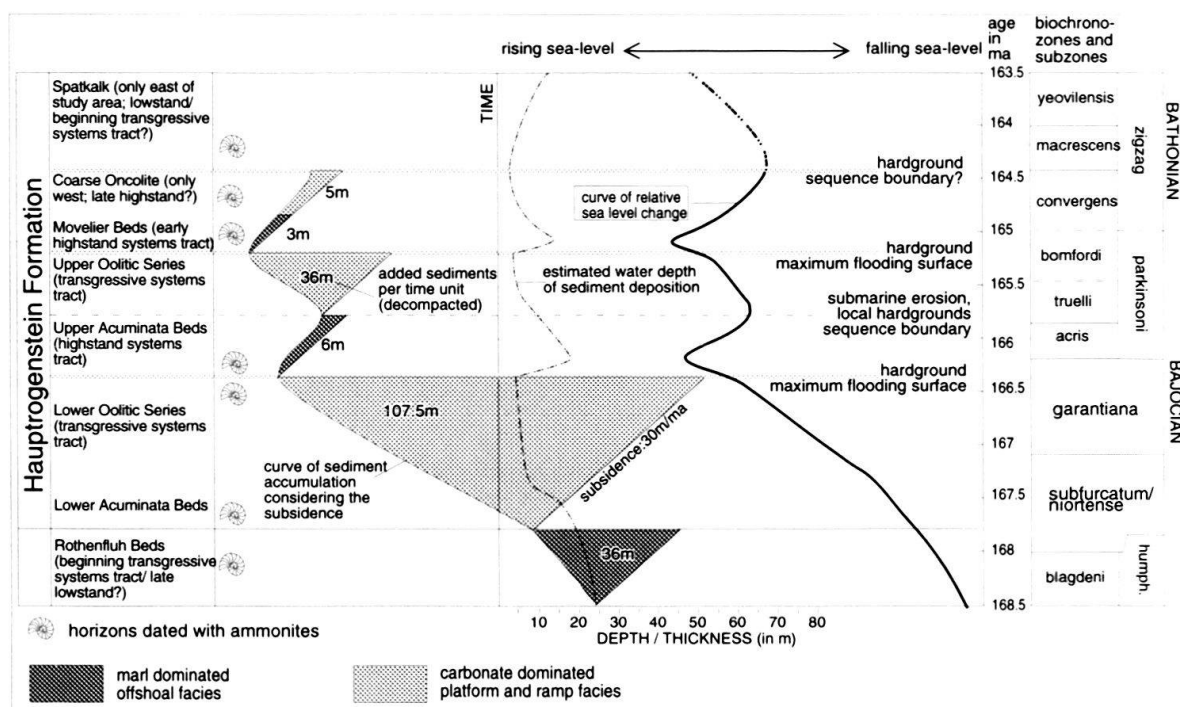 rising sea-level
falling sea-level
age
in
ma
biochrono-
zones and
subzones
Hauptrogenstein Formation
Spatkalk (only east of
study area; lowstand/
beginning transgressive
systems tract?)
Coarse Oncolite (only
west; late highstand?)
Movelier Beds (early
highstand systems tract)
Upper Oolitic Series
(transgressive systems
tract)
Upper Acuminata Beds
(highstand systems
tract)
Lower Oolitic Series
(transgressive systems
tract)
Lower Acuminata Beds
Rothenfluh Beds
(beginning transgressive
systems tract/ late
lowstand?)
TIME
5m
3m
36m
6m
107.5m
36m
added sediments
per time unit
(decompacted)
estimated water depth
of sediment deposition
curve of relative
sea level change
curve of sediment
accumulation
considering the
subsidence
subsidence:30m/ma
hardground
sequence boundary?
hardground
maximum flooding surface
submarine erosion,
local hardgrounds
sequence boundary
hardground
maximum flooding surface
163.5
164
164.5
165
165.5
166
166.5
167
167.5
168
168.5
yeovilensis
macrescens
convergens
bomfordi
truelli
acris
garantiana
subfurcatum/
niortense
blagdeni
zigzag
parkinsoni
humph.
BATHONIAN
BAJOCIAN
10 20 30 40 50 60 70 80
DEPTH / THICKNESS (in m)
horizons dated with ammonites
marl dominated
offshoal facies
carbonate dominated
platform and ramp facies